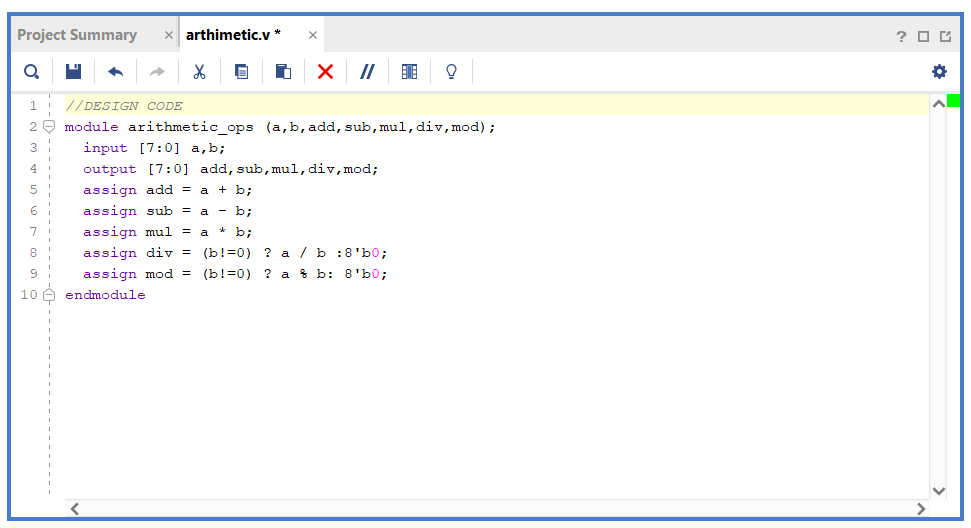 Project Summary × arthimetic.v * ×
? 
//
1 //DESIGN CODE
2 module arithmetic_ops (a,b,add,sub,mul,div,mod);
3 input [7:0] a,b;
4 output [7:0] add,sub,mul,div,mod;
5 assign add = a + b;
6 assign sub = a - b;
7 assign mul = a * b;
8 assign div = (b!=0) ? a / b :8'b0;
9 assign mod = (b!=0) ? a % b: 8'b0;
10 endmodule